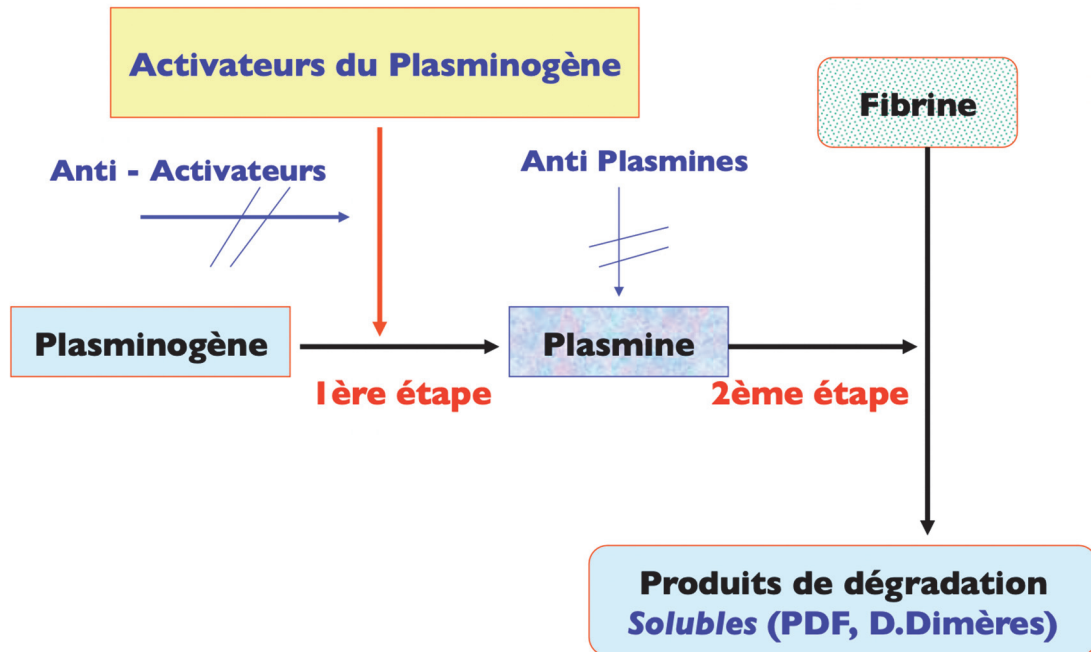 Activateurs du Plasminogène
Fibrine
Anti - Activateurs
Anti Plasmines
Plasminogène
Plasmine
1ère étape
2ème étape
Produits de dégradation
Solubles (PDF, D.Dimères)